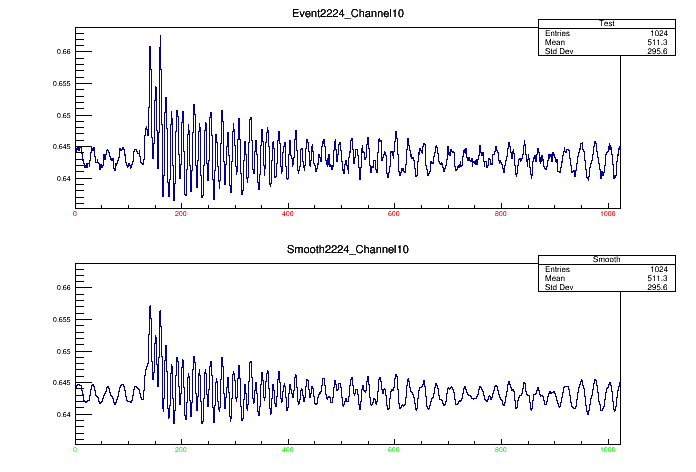 Event2224_Channel10
Test
Entries 1024
Mean 511.3
Std Dev 295.6
0.66
0.655
0.65
0.645
0.64
0 200 400 600 800 1000
Smooth2224_Channel10
Smooth
Entries 1024
Mean 511.3
Std Dev 295.6
0.66
0.655
0.65
0.645
0.64
0 200 400 600 800 1000